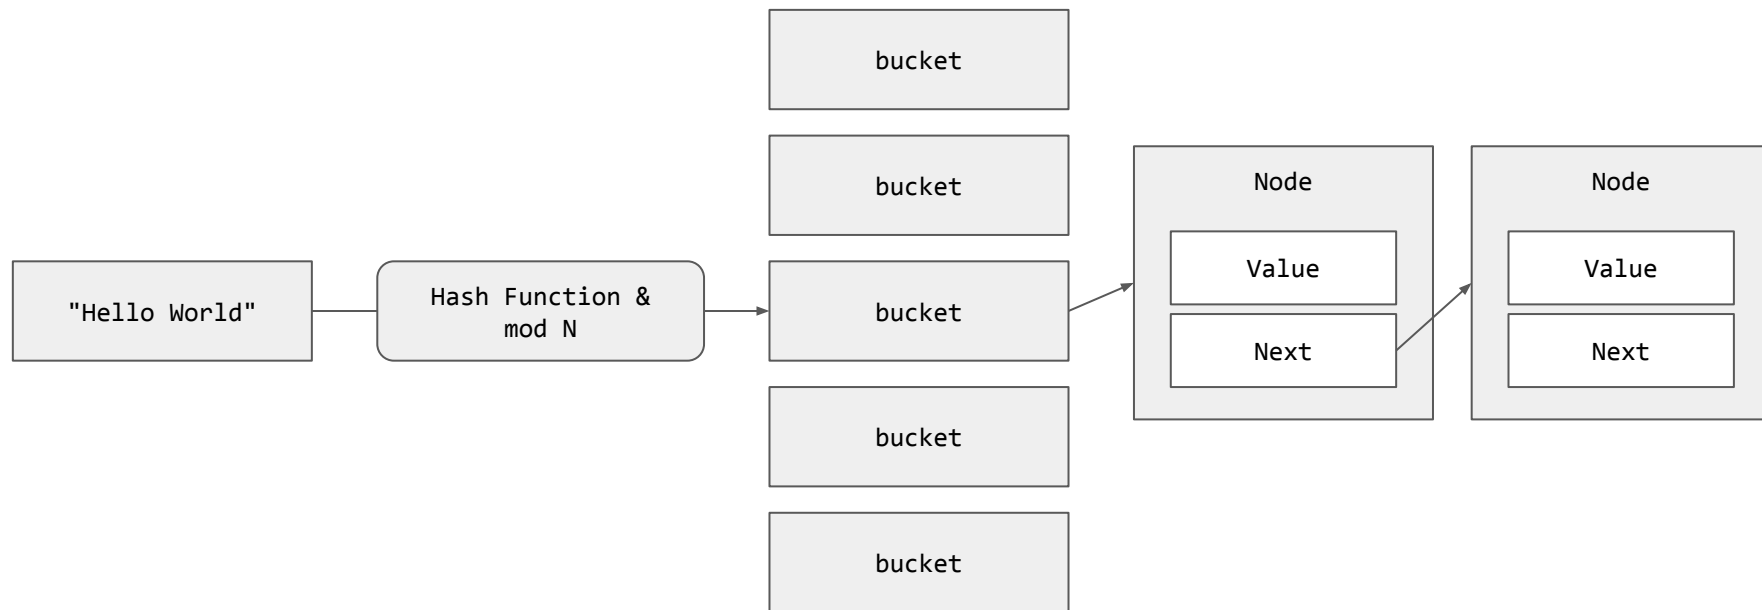 "Hello World"
Hash Function &
mod N
bucket
bucket
bucket
bucket
bucket
Node
Value
Next
Node
Value
Next